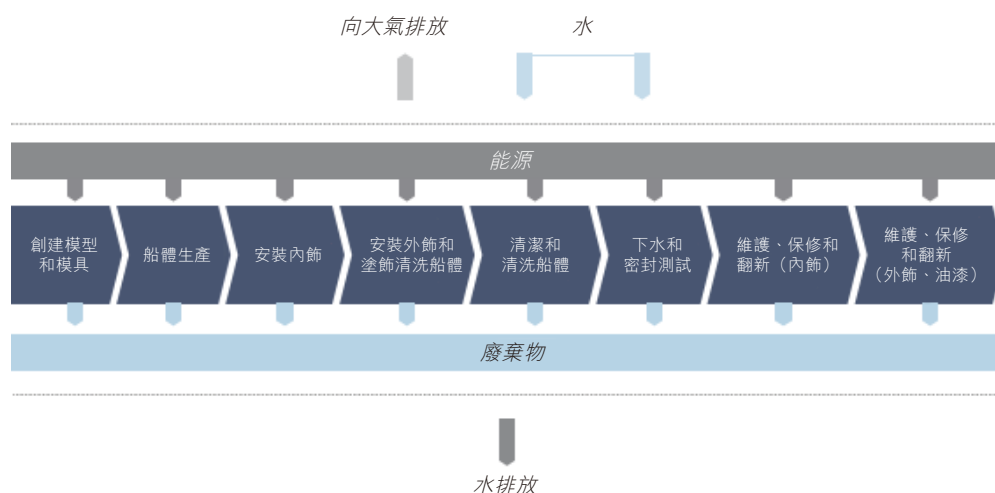 向大氣排放
水
能源
創建模型
和模具
船體生產
安裝內飾
安裝外飾和
塗飾清洗船體
清潔和
清洗船體
下水和
密封測試
維護、保修和
翻新（內飾）
維護、保修
和翻新
（外飾、油漆）
廢棄物
水排放